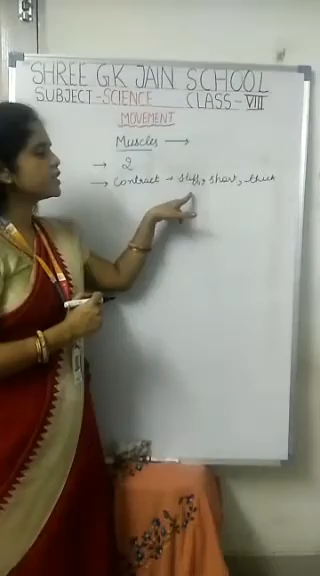 SHREE GK JAIN SCHOOL
SUBJECT-SCIENCE CLASS-VIII
MOVEMENT
Muscles →
→ 2
→ Contract → stiff, short, thick